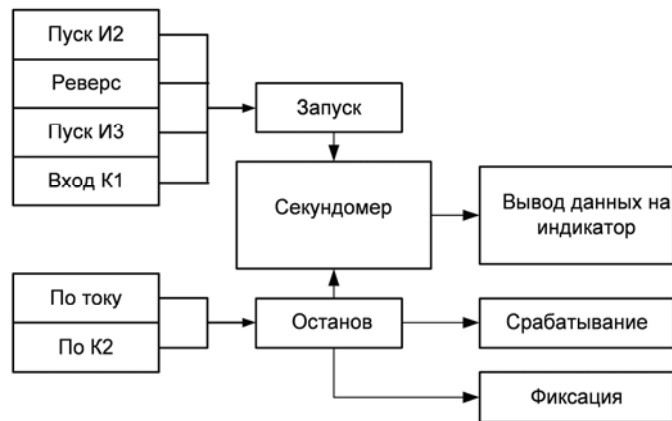 Пуск И2
Реверс
Пуск И3
Вход К1
Запуск
Секундомер
Вывод данных на
индикатор
По току
По К2
Останов
Срабатывание
Фиксация